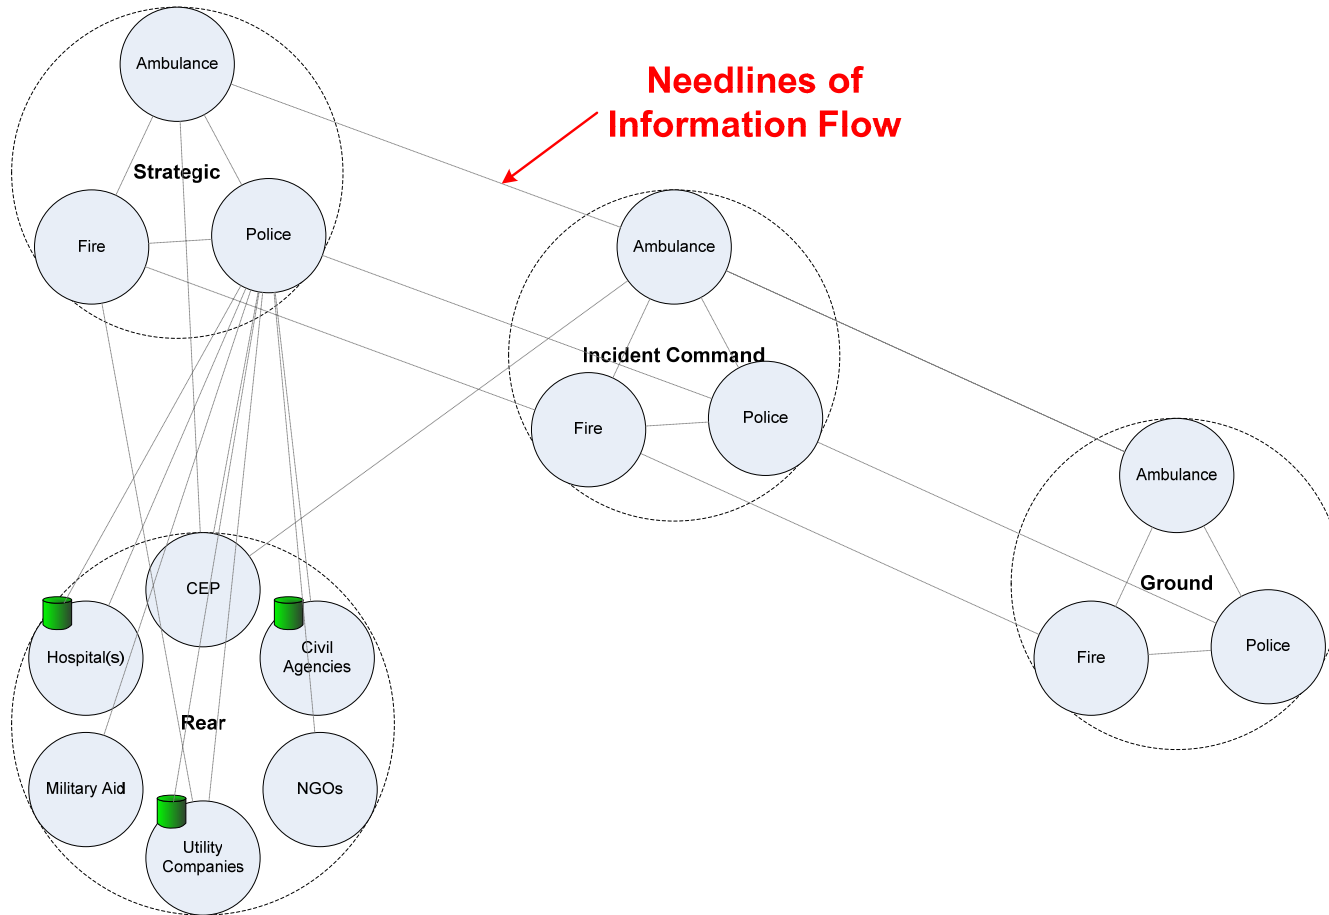 Needlines of
Information Flow
Ambulance
Strategic
Fire
Police
Ambulance
Incident Command
Fire
Police
Ambulance
Ground
Fire
Police
CEP
Hospital(s)
Civil
Agencies
Rear
Military Aid
NGOs
Utility
Companies